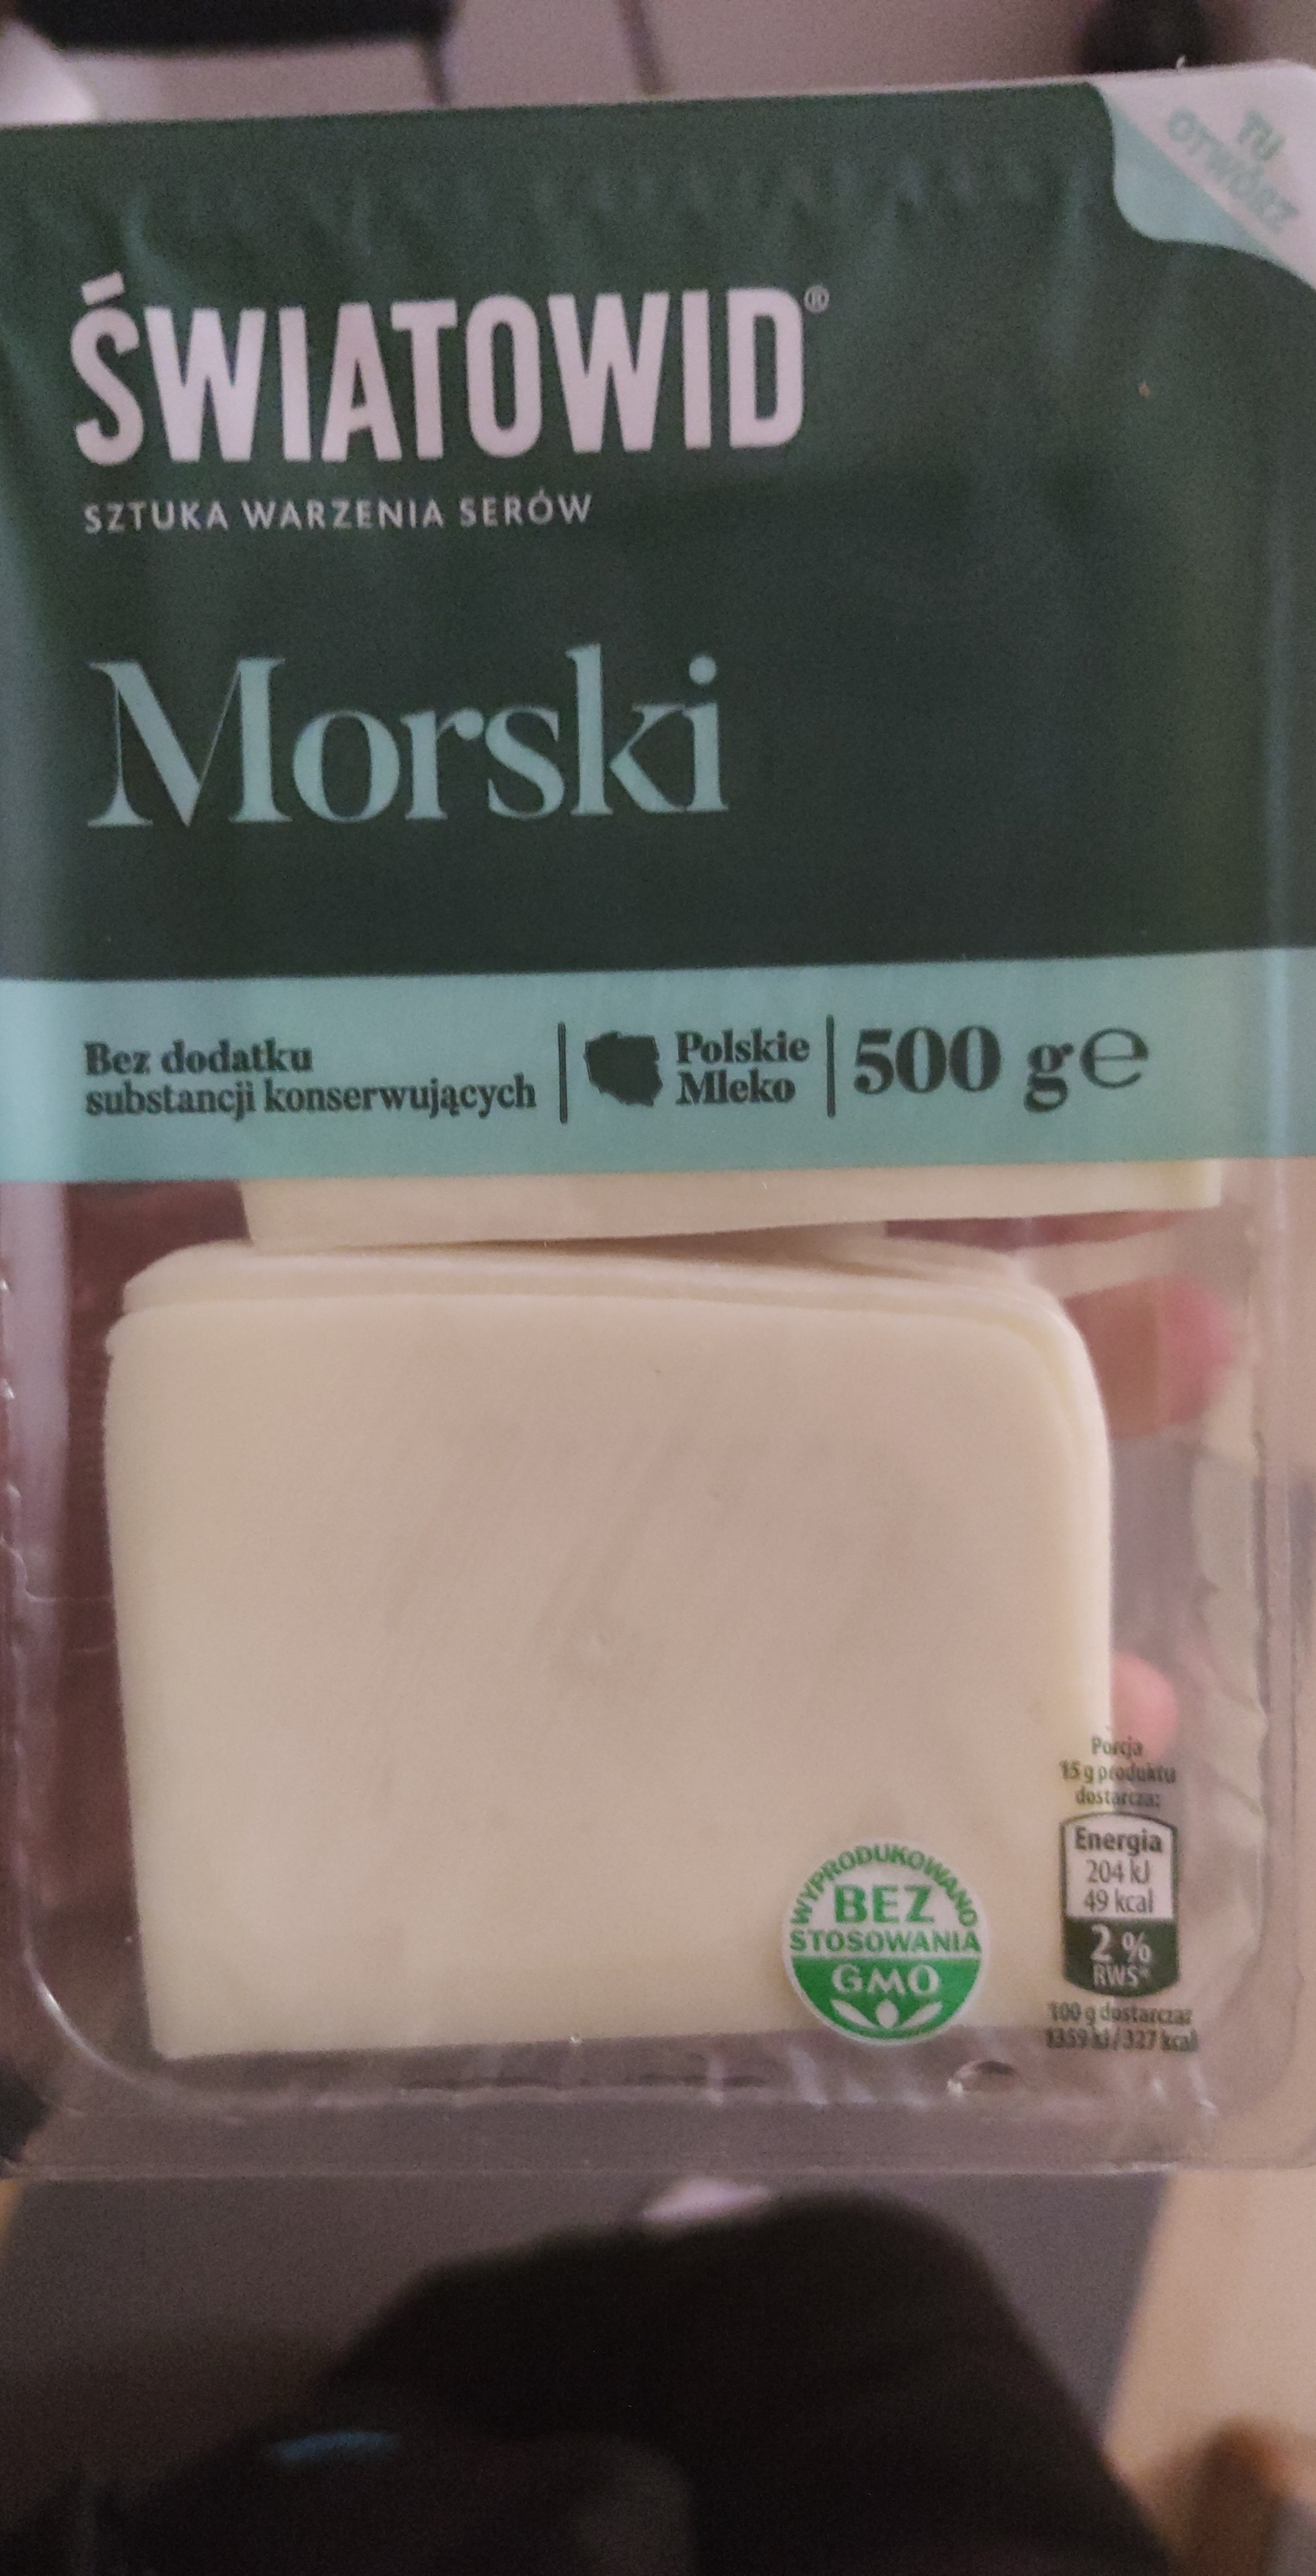 TU
OTWÓRZ
ŚWIATOWID®
SZTUKA WARZENIA SERÓW
Morski
Bez dodatku
substancji konserwujących
Polskie
Mleko
500 g℮
Porcja
15 g produktu
dostarcza:
Energia
204 kJ
49 kcal
2 %
RWS*
100 g dostarcza:
1359 kJ / 327 kcal
WYPRODUKOWANO
BEZ
STOSOWANIA
GMO